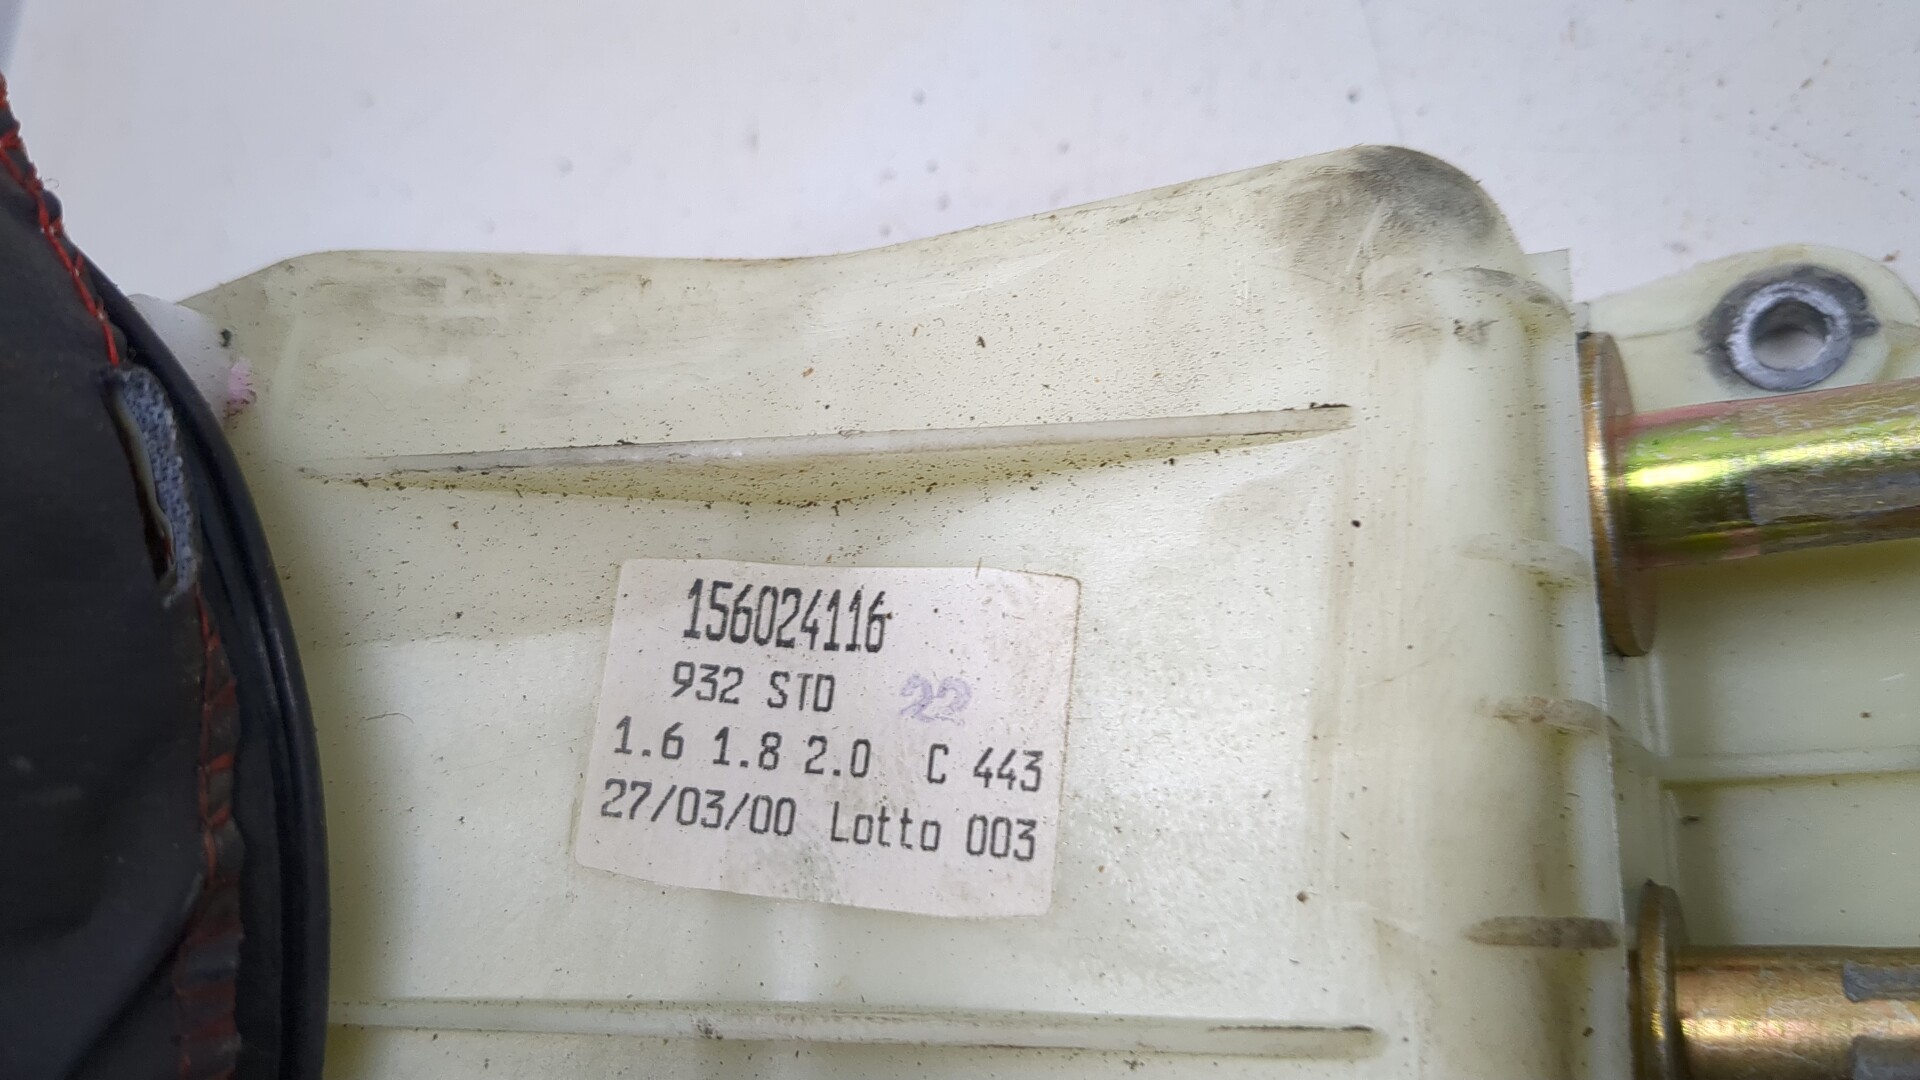 156024116
932 STD 22
1.6 1.8 2.0 C 443
27/03/00 Lotto 003